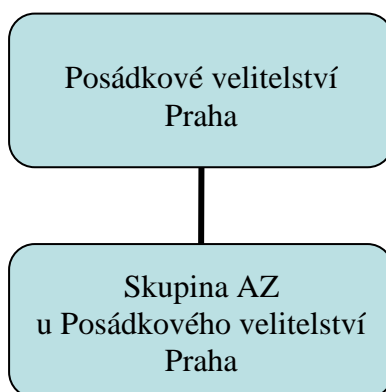 Posádkové velitelství
Praha
Skupina AZ
u Posádkového velitelství
Praha